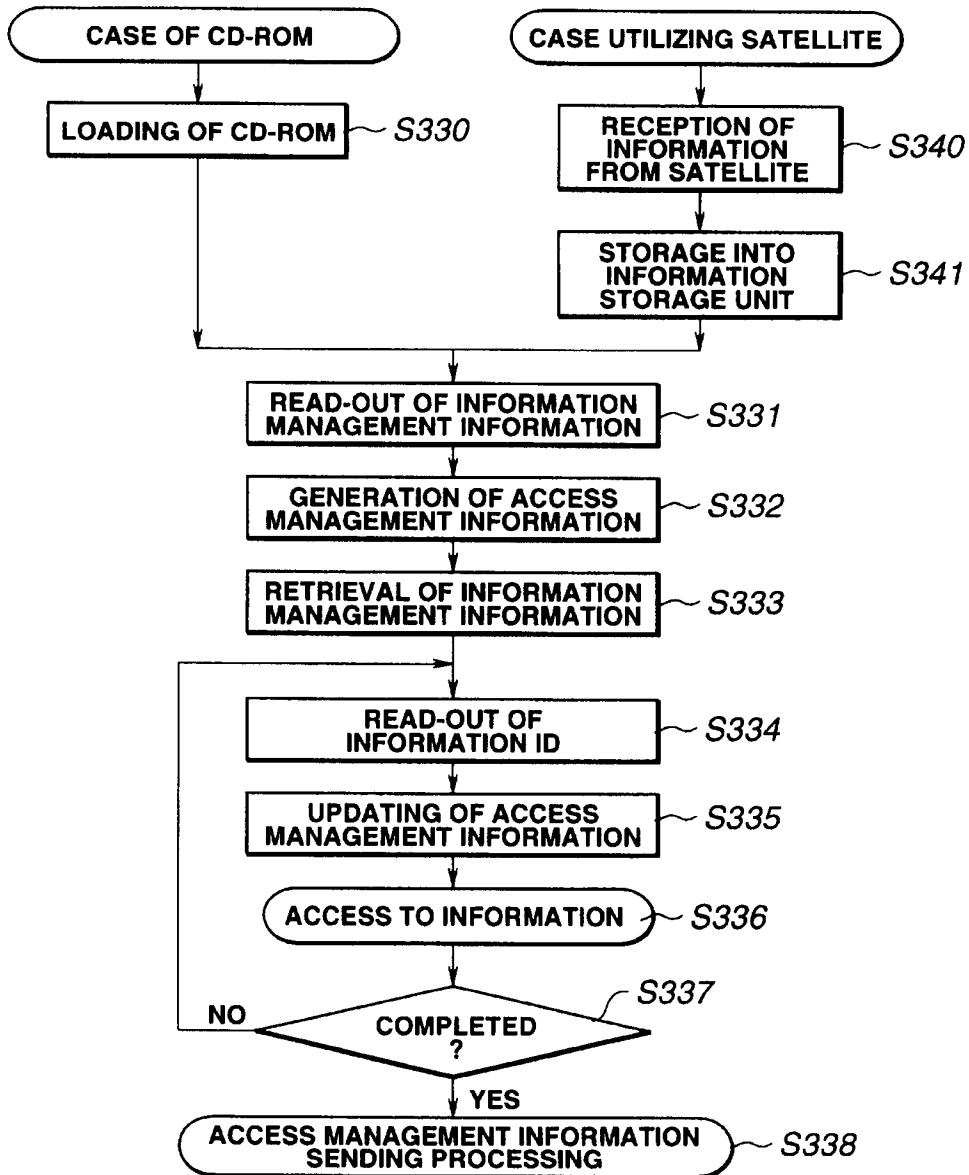 CASE OF CD-ROM
CASE UTILIZING SATELLITE
LOADING OF CD-ROM
S330
RECEPTION OF
INFORMATION
FROM SATELLITE
S340
STORAGE INTO
INFORMATION
STORAGE UNIT
S341
READ-OUT OF INFORMATION
MANAGEMENT INFORMATION
S331
GENERATION OF ACCESS
MANAGEMENT INFORMATION
S332
RETRIEVAL OF INFORMATION
MANAGEMENT INFORMATION
S333
READ-OUT OF
INFORMATION ID
S334
UPDATING OF ACCESS
MANAGEMENT INFORMATION
S335
ACCESS TO INFORMATION
S336
S337
NO
COMPLETED
?
YES
ACCESS MANAGEMENT INFORMATION
SENDING PROCESSING
S338